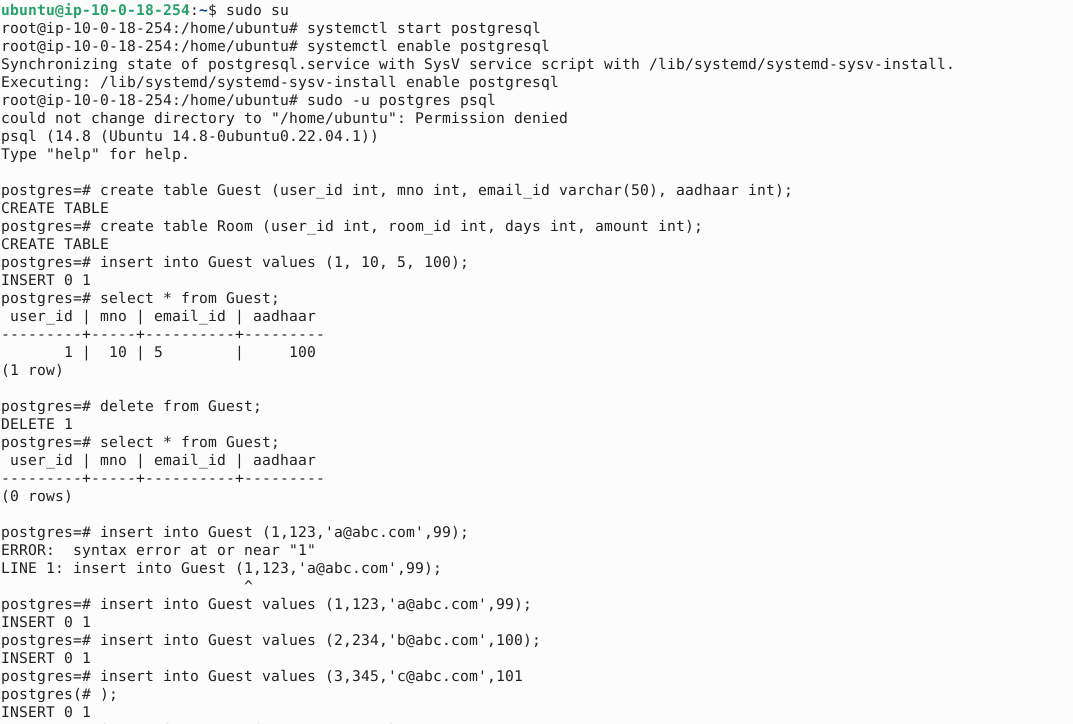 ubuntu@ip-10-0-18-254:~$ sudo su
root@ip-10-0-18-254:/home/ubuntu# systemctl start postgresql
root@ip-10-0-18-254:/home/ubuntu# systemctl enable postgresql
Synchronizing state of postgresql.service with SysV service script with /lib/systemd/systemd-sysv-install.
Executing: /lib/systemd/systemd-sysv-install enable postgresql
root@ip-10-0-18-254:/home/ubuntu# sudo -u postgres psql
could not change directory to "/home/ubuntu": Permission denied
psql (14.8 (Ubuntu 14.8-0ubuntu0.22.04.1))
Type "help" for help.

postgres=# create table Guest (user_id int, mno int, email_id varchar(50), aadhaar int);
CREATE TABLE
postgres=# create table Room (user_id int, room_id int, days int, amount int);
CREATE TABLE
postgres=# insert into Guest values (1, 10, 5, 100);
INSERT 0 1
postgres=# select * from Guest;
 user_id | mno | email_id | aadhaar
---------+-----+----------+---------
       1 |  10 | 5        |     100
(1 row)

postgres=# delete from Guest;
DELETE 1
postgres=# select * from Guest;
 user_id | mno | email_id | aadhaar
---------+-----+----------+---------
(0 rows)

postgres=# insert into Guest (1,123,'a@abc.com',99);
ERROR:  syntax error at or near "1"
LINE 1: insert into Guest (1,123,'a@abc.com',99);
                           ^
postgres=# insert into Guest values (1,123,'a@abc.com',99);
INSERT 0 1
postgres=# insert into Guest values (2,234,'b@abc.com',100);
INSERT 0 1
postgres=# insert into Guest values (3,345,'c@abc.com',101
postgres(# );
INSERT 0 1